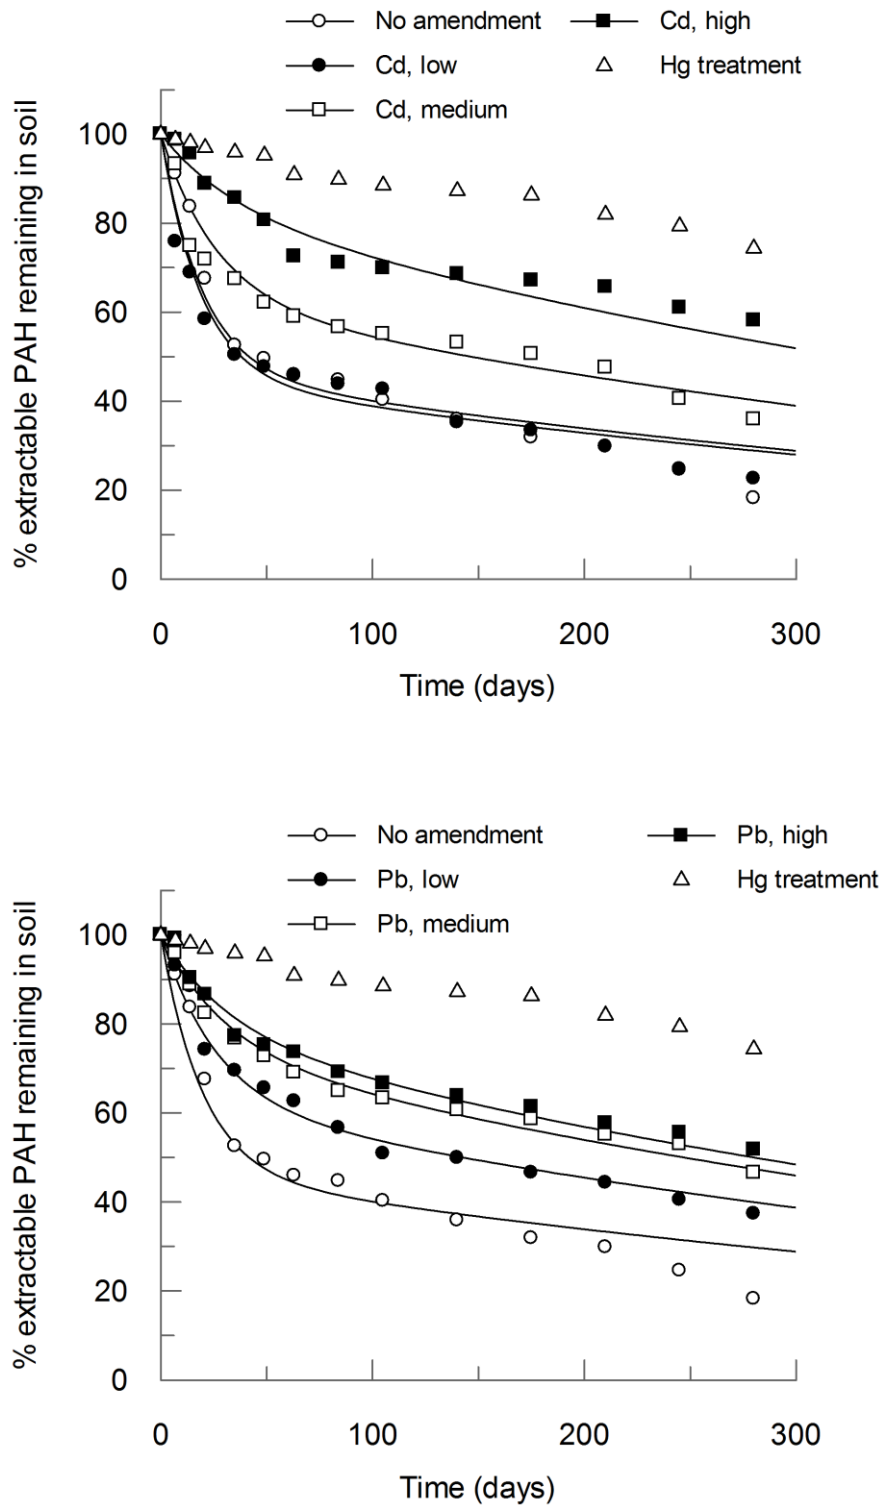 No amendment
Cd, high
Cd, low
Hg treatment
Cd, medium
% extractable PAH remaining in soil
100
80
60
40
20
0
0 100 200 300
Time (days)
No amendment
Pb, high
Pb, low
Hg treatment
Pb, medium
% extractable PAH remaining in soil
100
80
60
40
20
0
0 100 200 300
Time (days)